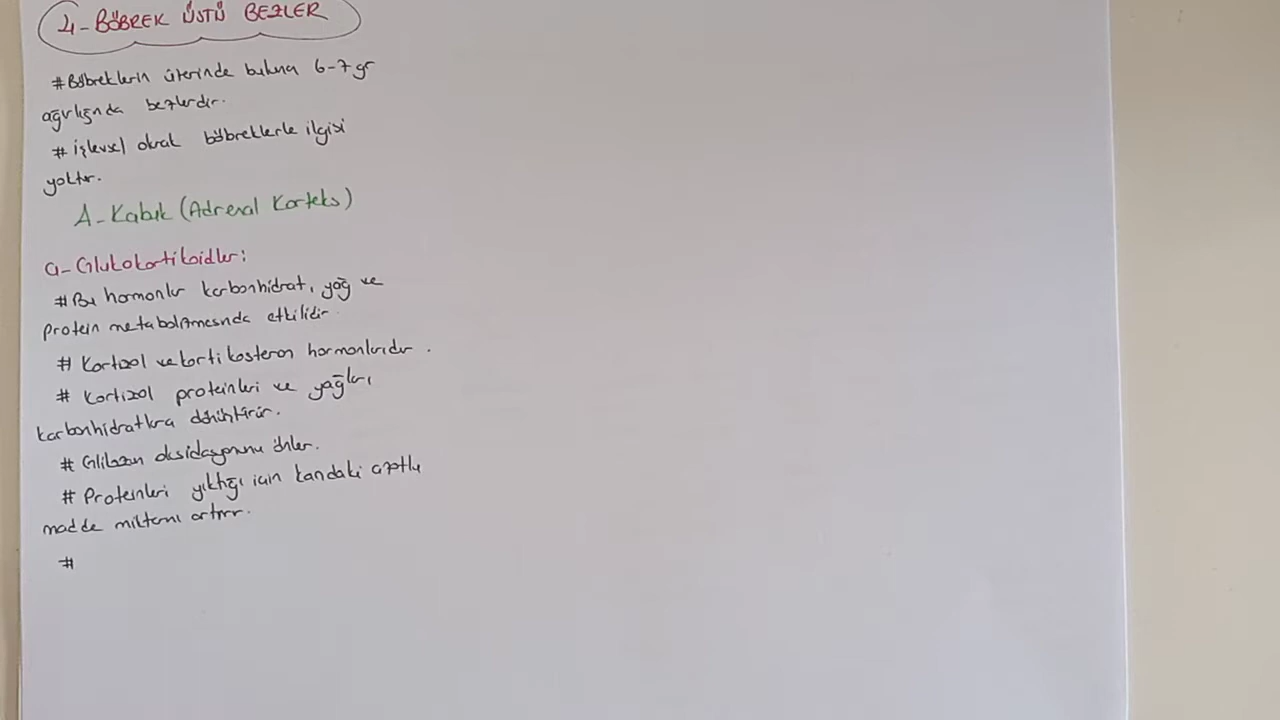 4-BÖBREK ÜSTÜ BEZLER
#Böbreklerin üzerinde buluna 6-7 gr
ağırlığında bezlerdir.
# İşlevsel olarak böbreklerle ilgisi
yoktur.
A-Kabuk (Adrenal Korteks)
a-Glukokortikoidler:
#Bu hormonlar karbonhidrat, yağ ve
protein metabolizmasında etkilidir.
# Kortizol ve kortikosteron hormonlarıdır.
# Kortizol proteinleri ve yağları
karbonhidratlara dönüştürür.
# Glikozun oksidasyonunu önler.
# Proteinleri yıktığı için kandaki azotlu
madde miktarını artırır.
#